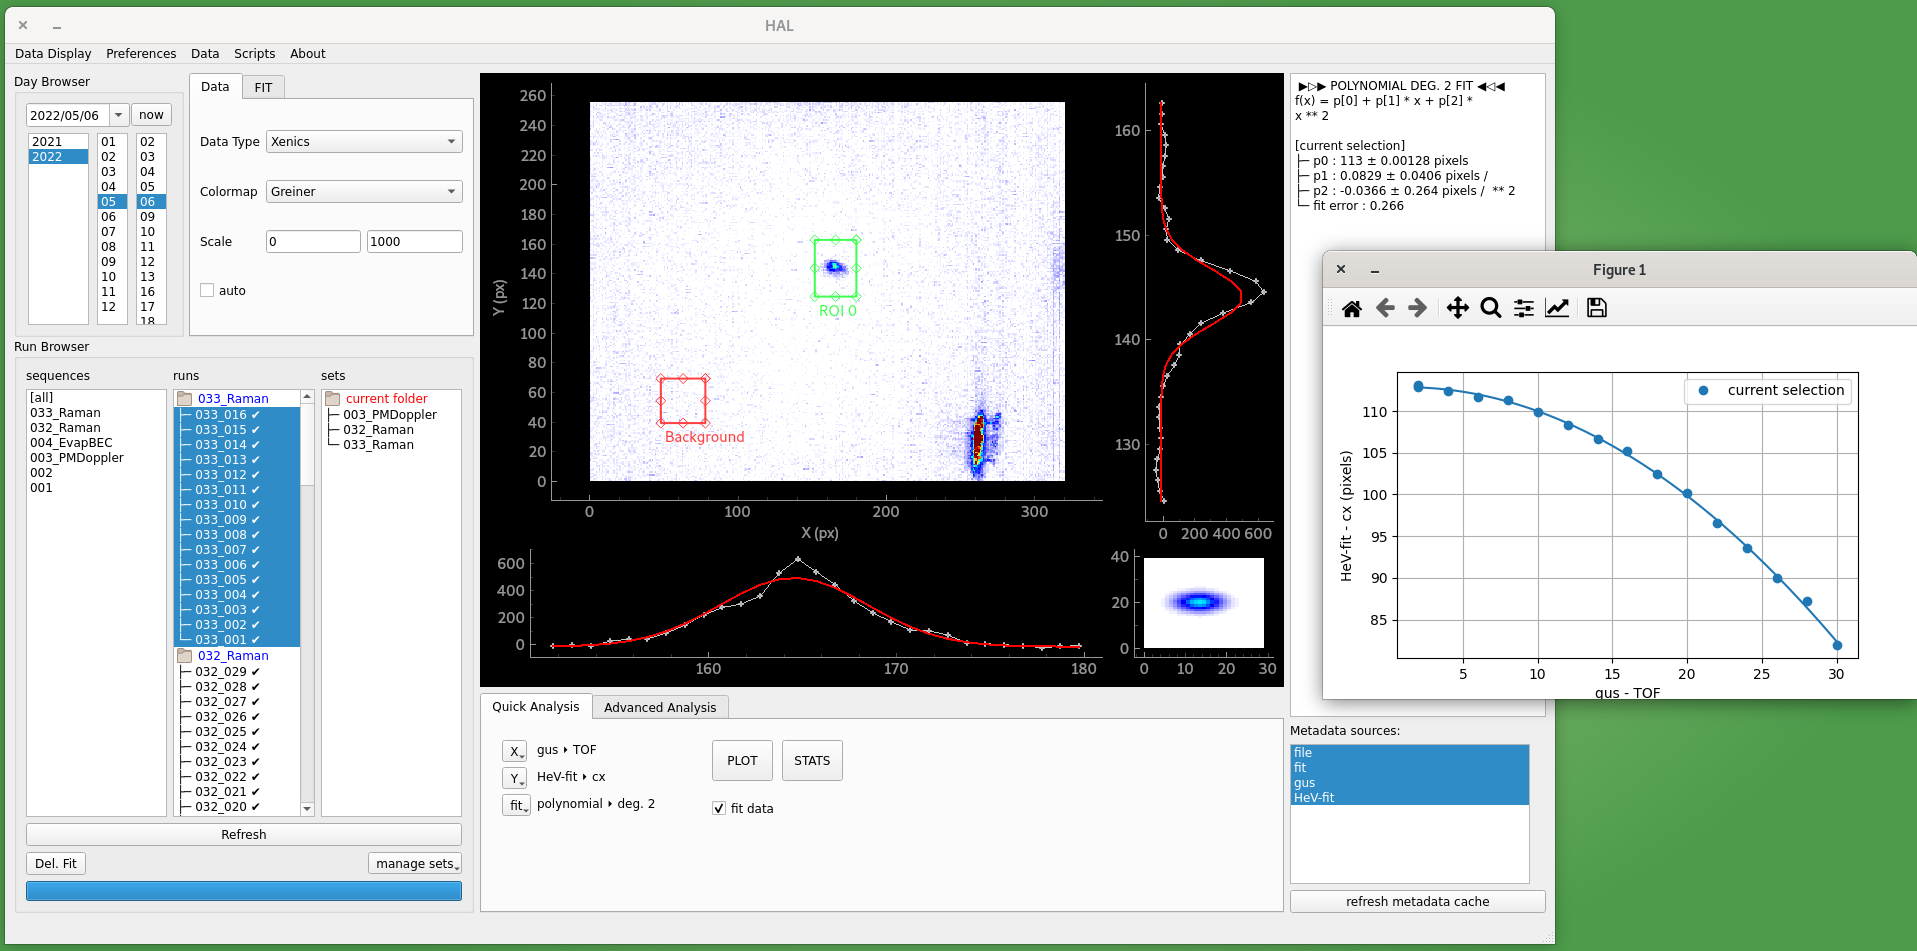 HAL
Data Display Preferences Data Scripts About
Day Browser
2022/05/06 now
2021 01 02
2022 02 03
03 04
04 05
05 06
06 09
07 10
08 11
09 12
10 13
11 16
12 17
18
Data FIT
Data Type Xenics
Colormap Greiner
Scale 0 1000
auto
Run Browser
sequences
[all]
033_Raman
032_Raman
004_EvapBEC
003_PMDoppler
002
001
runs
033_Raman
033_016 ✔
033_015 ✔
033_014 ✔
033_013 ✔
033_012 ✔
033_011 ✔
033_010 ✔
033_009 ✔
033_008 ✔
033_007 ✔
033_006 ✔
033_005 ✔
033_004 ✔
033_003 ✔
033_002 ✔
033_001 ✔
032_Raman
032_029 ✔
032_028 ✔
032_027 ✔
032_026 ✔
032_025 ✔
032_024 ✔
032_023 ✔
032_022 ✔
032_021 ✔
032_020 ✔
sets
current folder
003_PMDoppler
032_Raman
033_Raman
Refresh
Del. Fit manage sets
260
240
220
200
180
160
140
120
100
80
60
40
20
0
Y (px)
ROI 0
Background
0 100 200 300
X (px)
160
150
140
130
0 200 400 600
600
400
200
0
160 170 180
40
20
0
0 10 20 30
Quick Analysis Advanced Analysis
X gus ‣ TOF
Y HeV-fit ‣ cx
fit polynomial ‣ deg. 2
PLOT STATS
fit data
▶▷▶ POLYNOMIAL DEG. 2 FIT ◀◁◀
f(x) = p[0] + p[1] * x + p[2] *
x ** 2
[current selection]
├─ p0 : 113 ± 0.00128 pixels
├─ p1 : 0.0829 ± 0.0406 pixels /
├─ p2 : -0.0366 ± 0.264 pixels /  ** 2
└─ fit error : 0.266
Figure 1
current selection
110
105
100
95
90
85
HeV-fit - cx (pixels)
5 10 15 20 25 30
gus - TOF
Metadata sources:
file
fit
gus
HeV-fit
refresh metadata cache